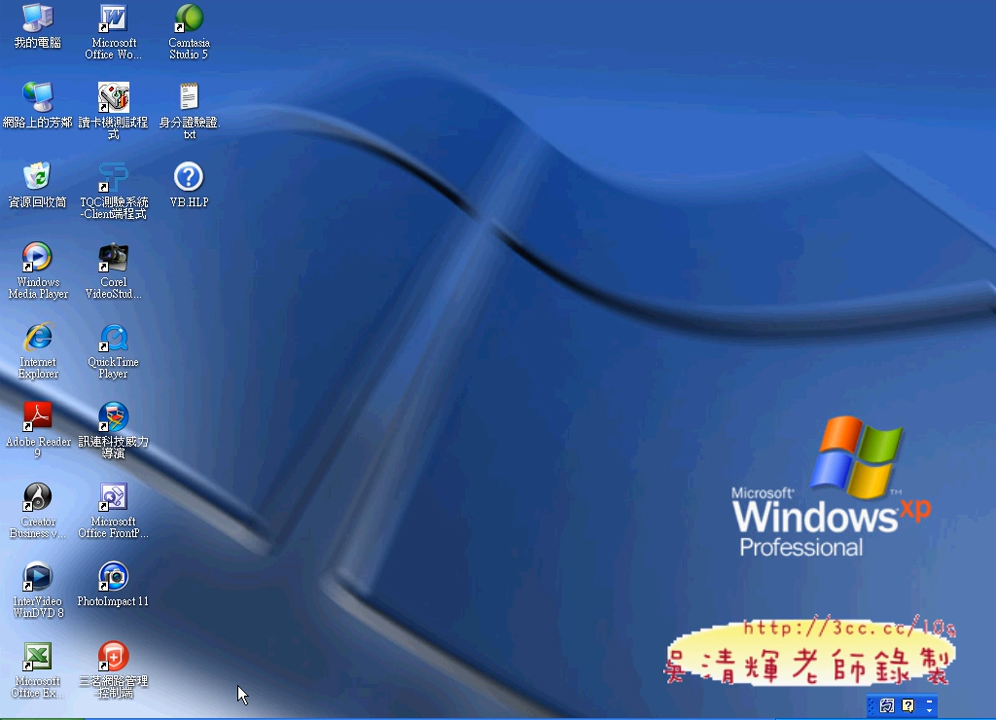 我的電腦
Microsoft
Office Wo...
Camtasia
Studio 5
網路上的芳鄰
讀卡機測試程
式
身分證驗證.
txt
資源回收筒
TQC測驗系統
-Client端程式
VB.HLP
Windows
Media Player
Corel
VideoStud...
Internet
Explorer
QuickTime
Player
Adobe Reader
9
訊連科技威力
導演
Creator
Business v...
Microsoft
Office FrontP...
InterVideo
WinDVD 8
PhotoImpact 11
Microsoft
Office Ex...
三茗網路管理
-控制端
Microsoft
Windows xp
TM
Professional
http://3cc.cc/10s
吳清輝老師錄製